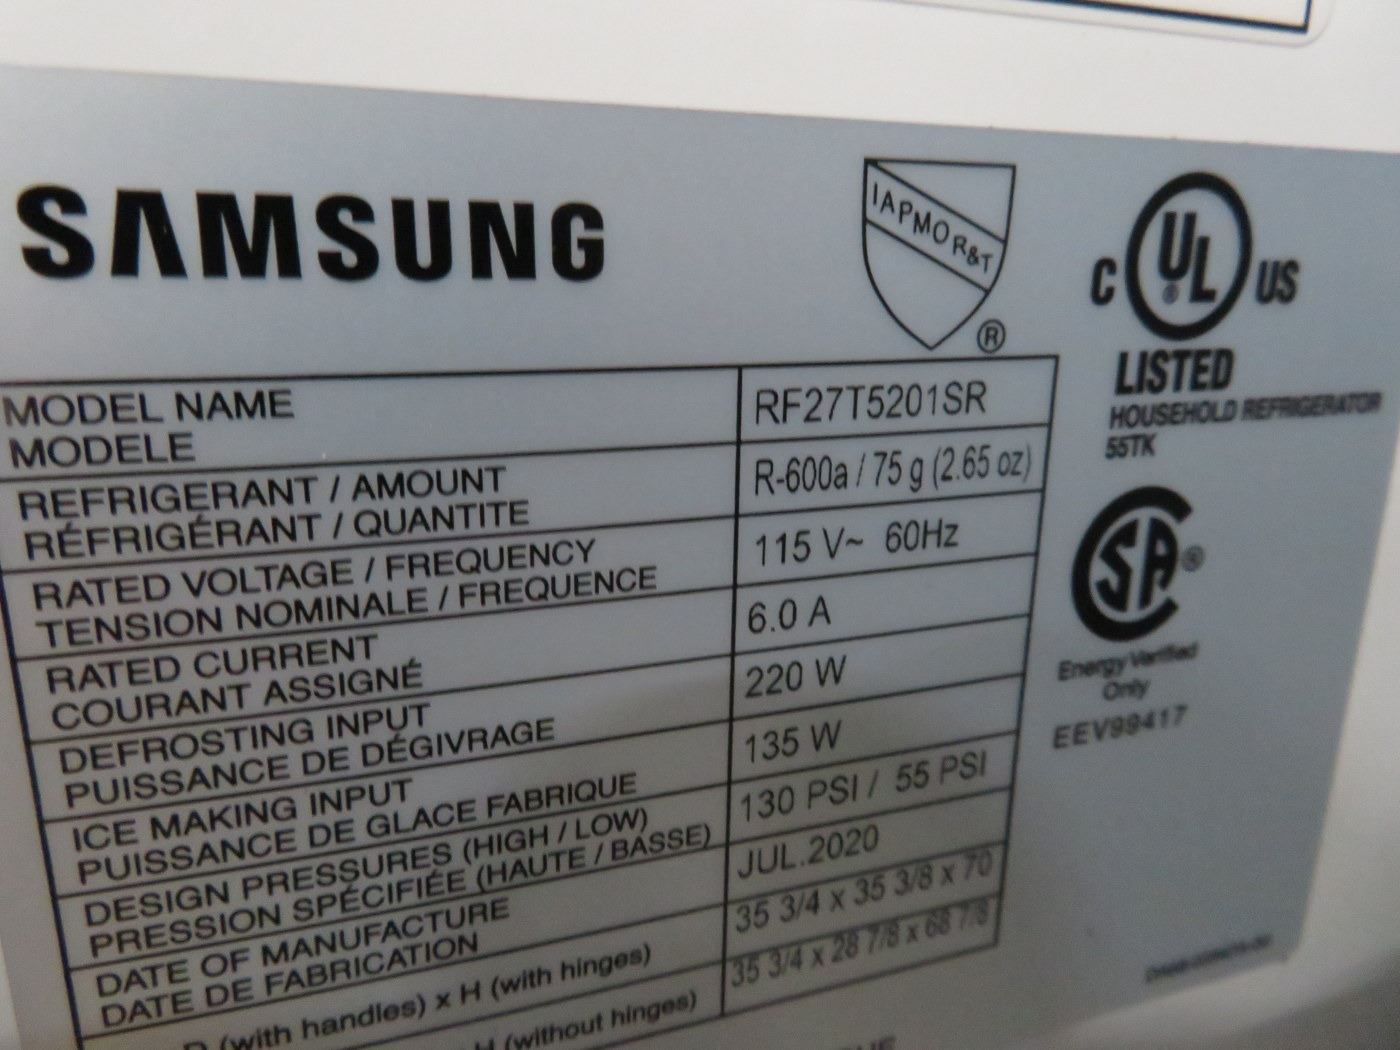 SAMSUNG
IAPMO R&T
®
C UL ® US
LISTED
HOUSEHOLD REFRIGERATOR
55TK
SA ®
Energy Verified
Only
EEV99417
MODEL NAME
MODELE
RF27T5201SR
REFRIGERANT / AMOUNT
RÉFRIGÉRANT / QUANTITE
R-600a / 75 g (2.65 oz)
RATED VOLTAGE / FREQUENCY
TENSION NOMINALE / FREQUENCE
115 V~ 60Hz
RATED CURRENT
COURANT ASSIGNÉ
6.0 A
DEFROSTING INPUT
PUISSANCE DE DÉGIVRAGE
220 W
ICE MAKING INPUT
PUISSANCE DE GLACE FABRIQUE
135 W
DESIGN PRESSURES (HIGH / LOW)
PRESSION SPÉCIFIÉE (HAUTE / BASSE)
130 PSI / 55 PSI
DATE OF MANUFACTURE
DATE DE FABRICATION
JUL.2020
D (with handles) x H (with hinges)
35 3/4 x 35 3/8 x 70
H (without hinges)
35 3/4 x 28 7/8 x 68 7/8